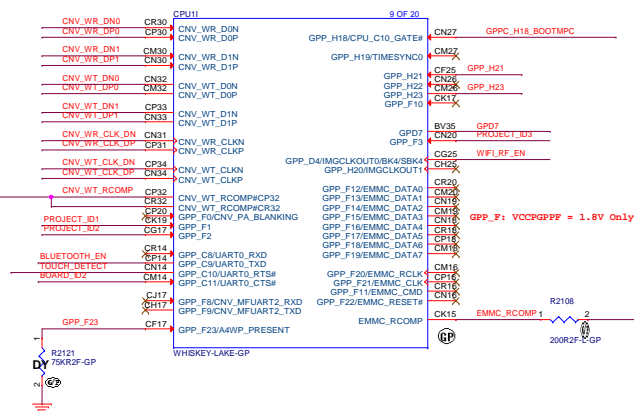 CPU1I 9 OF 20
CNV_WR_DN0 CR30 CNV_WR_D0N
CNV_WR_DP0 CP30 CNV_WR_D0P
CNV_WR_DN1 CM30 CNV_WR_D1N
CNV_WR_DP1 CN30 CNV_WR_D1P
CNV_WT_DN0 CN32 CNV_WT_D0N
CNV_WT_DP0 CM32 CNV_WT_D0P
CNV_WT_DN1 CP33 CNV_WT_D1N
CNV_WT_DP1 CN33 CNV_WT_D1P
CNV_WR_CLK_DN CN31 CNV_WR_CLKN
CNV_WR_CLK_DP CP31 CNV_WR_CLKP
CNV_WT_CLK_DN CP34 CNV_WT_CLKN
CNV_WT_CLK_DP CN34 CNV_WT_CLKP
CNV_WT_RCOMP CP32 CNV_WT_RCOMP#CP32
CR32 CNV_WT_RCOMP#CR32
CP20 GPP_F0/CNV_PA_BLANKING
PROJECT_ID1 CK19 GPP_F1
PROJECT_ID2 CG17 GPP_F2
CR14 GPP_C8/UART0_RXD
BLUETOOTH_EN CP14 GPP_C9/UART0_TXD
TOUCH_DETECT CN14 GPP_C10/UART0_RTS#
BOARD_ID2 CM14 GPP_C11/UART0_CTS#
CJ17 GPP_F8/CNV_MFUART2_RXD
CH17 GPP_F9/CNV_MFUART2_TXD
GPP_F23 CF17 GPP_F23/A4WP_PRESENT
GPP_H18/CPU_C10_GATE# CN27 GPPC_H18_BOOTMPC
GPP_H19/TIMESYNC0 CM27
GPP_H21 CF25 GPP_H21
GPP_H22 CN26
GPP_H23 CM26 GPP_H23
GPP_F10 CK17
GPD7 BV35 GPD7
GPP_F3 CN20 PROJECT_ID3
GPP_D4/IMGCLKOUT0/BK4/SBK4 CG25 WIFI_RF_EN
GPP_H20/IMGCLKOUT1 CH25
GPP_F12/EMMC_DATA0 CR20
GPP_F13/EMMC_DATA1 CM20
GPP_F14/EMMC_DATA2 CN19
GPP_F15/EMMC_DATA3 CM19
GPP_F16/EMMC_DATA4 CN18
GPP_F17/EMMC_DATA5 CR18
GPP_F18/EMMC_DATA6 CP18
GPP_F19/EMMC_DATA7 CM18
GPP_F: VCCPGPPF = 1.8V Only
GPP_F20/EMMC_RCLK CM16
GPP_F21/EMMC_CLK CP16
GPP_F11/EMMC_CMD CR16
GPP_F22/EMMC_RESET# CN16
EMMC_RCOMP CK15 EMMC_RCOMP 1 R2108 2
GP
200R2F-L-GP
WHISKEY-LAKE-GP
1
R2121
DY 75KR2F-GP
2